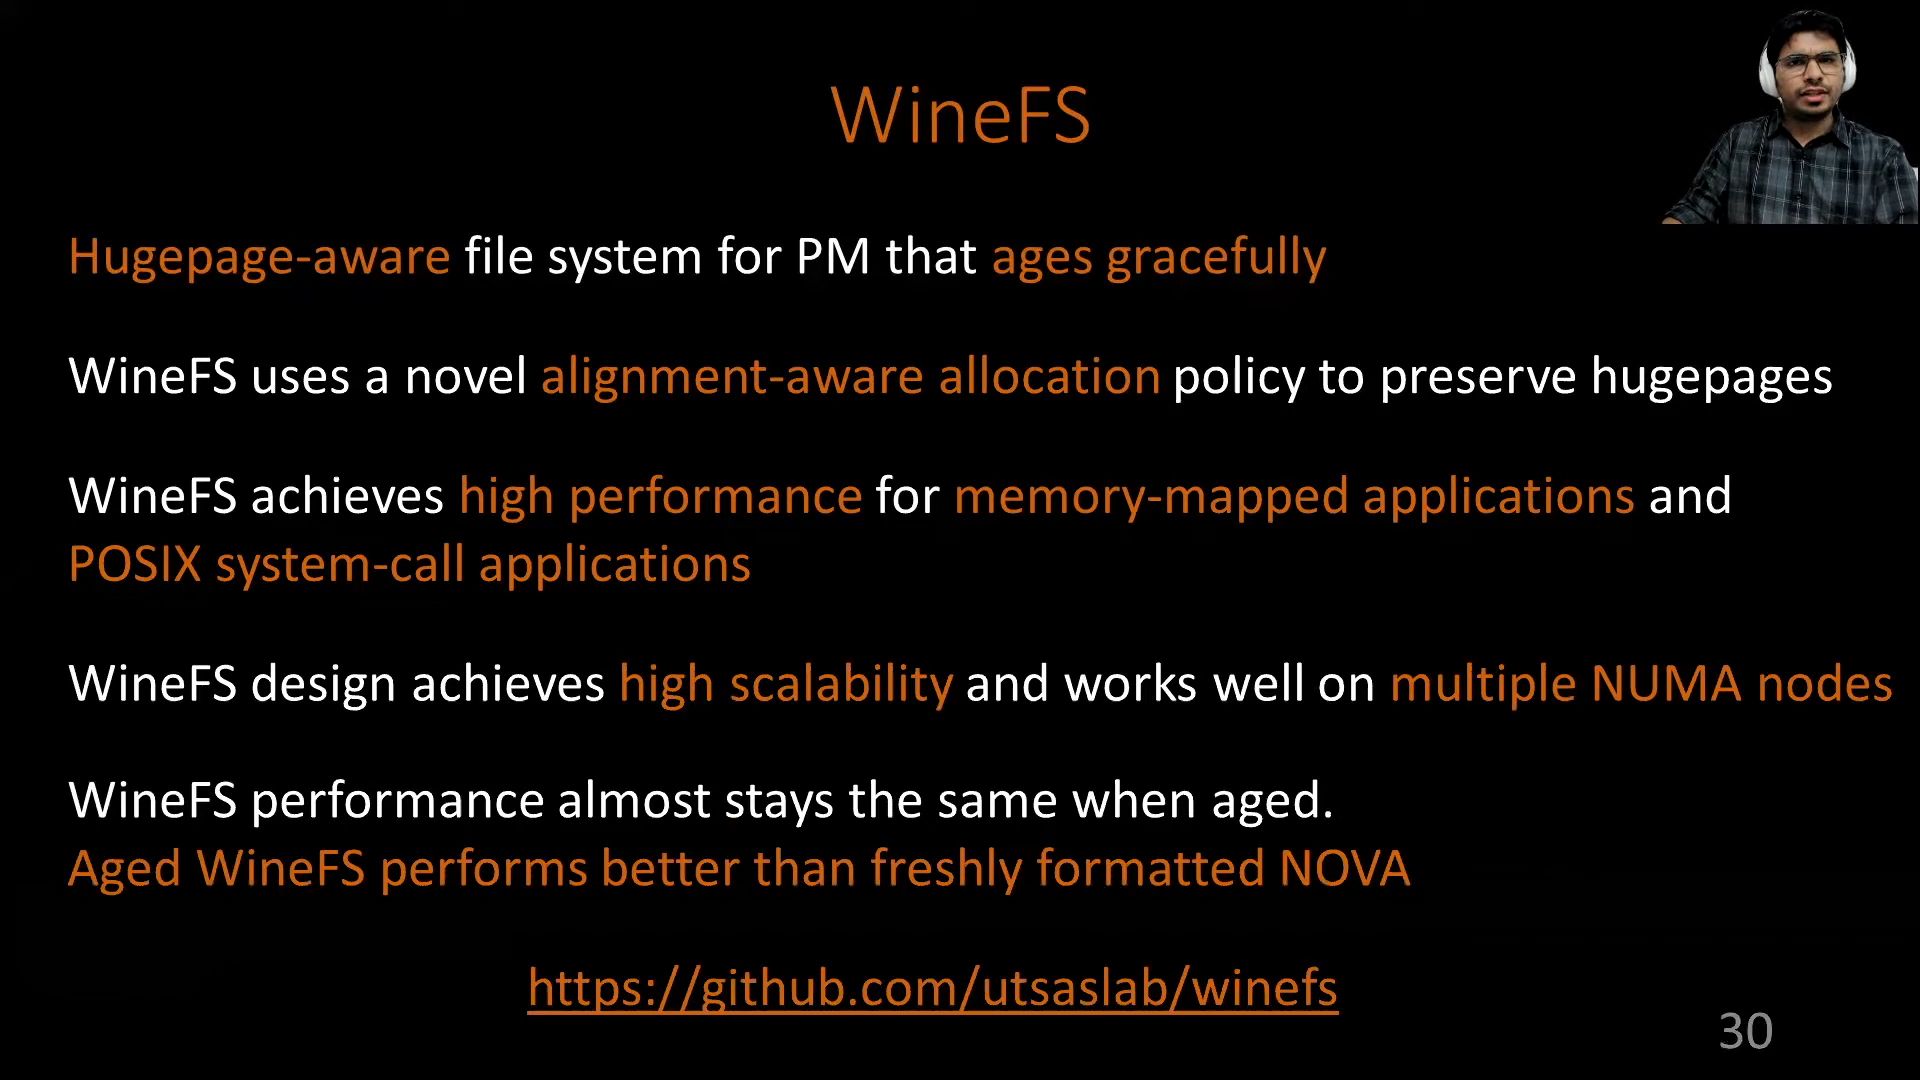 WineFS
Hugepage-aware file system for PM that ages gracefully
WineFS uses a novel alignment-aware allocation policy to preserve hugepages
WineFS achieves high performance for memory-mapped applications and
POSIX system-call applications
WineFS design achieves high scalability and works well on multiple NUMA nodes
WineFS performance almost stays the same when aged.
Aged WineFS performs better than freshly formatted NOVA
https://github.com/utsaslab/winefs
30